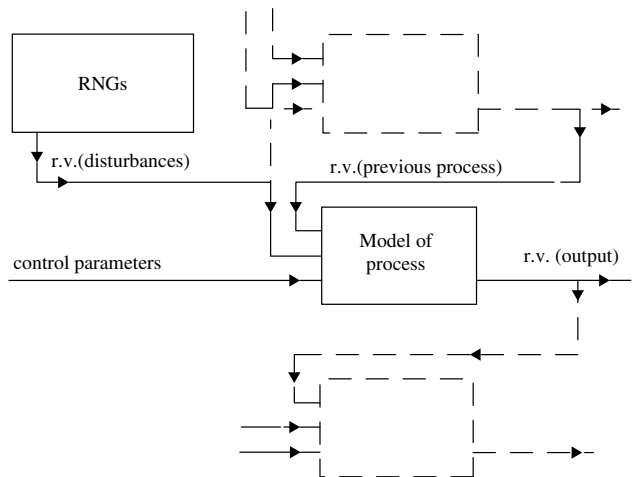 RNGs
r.v.(disturbances)
r.v.(previous process)
Model of
process
control parameters
r.v. (output)